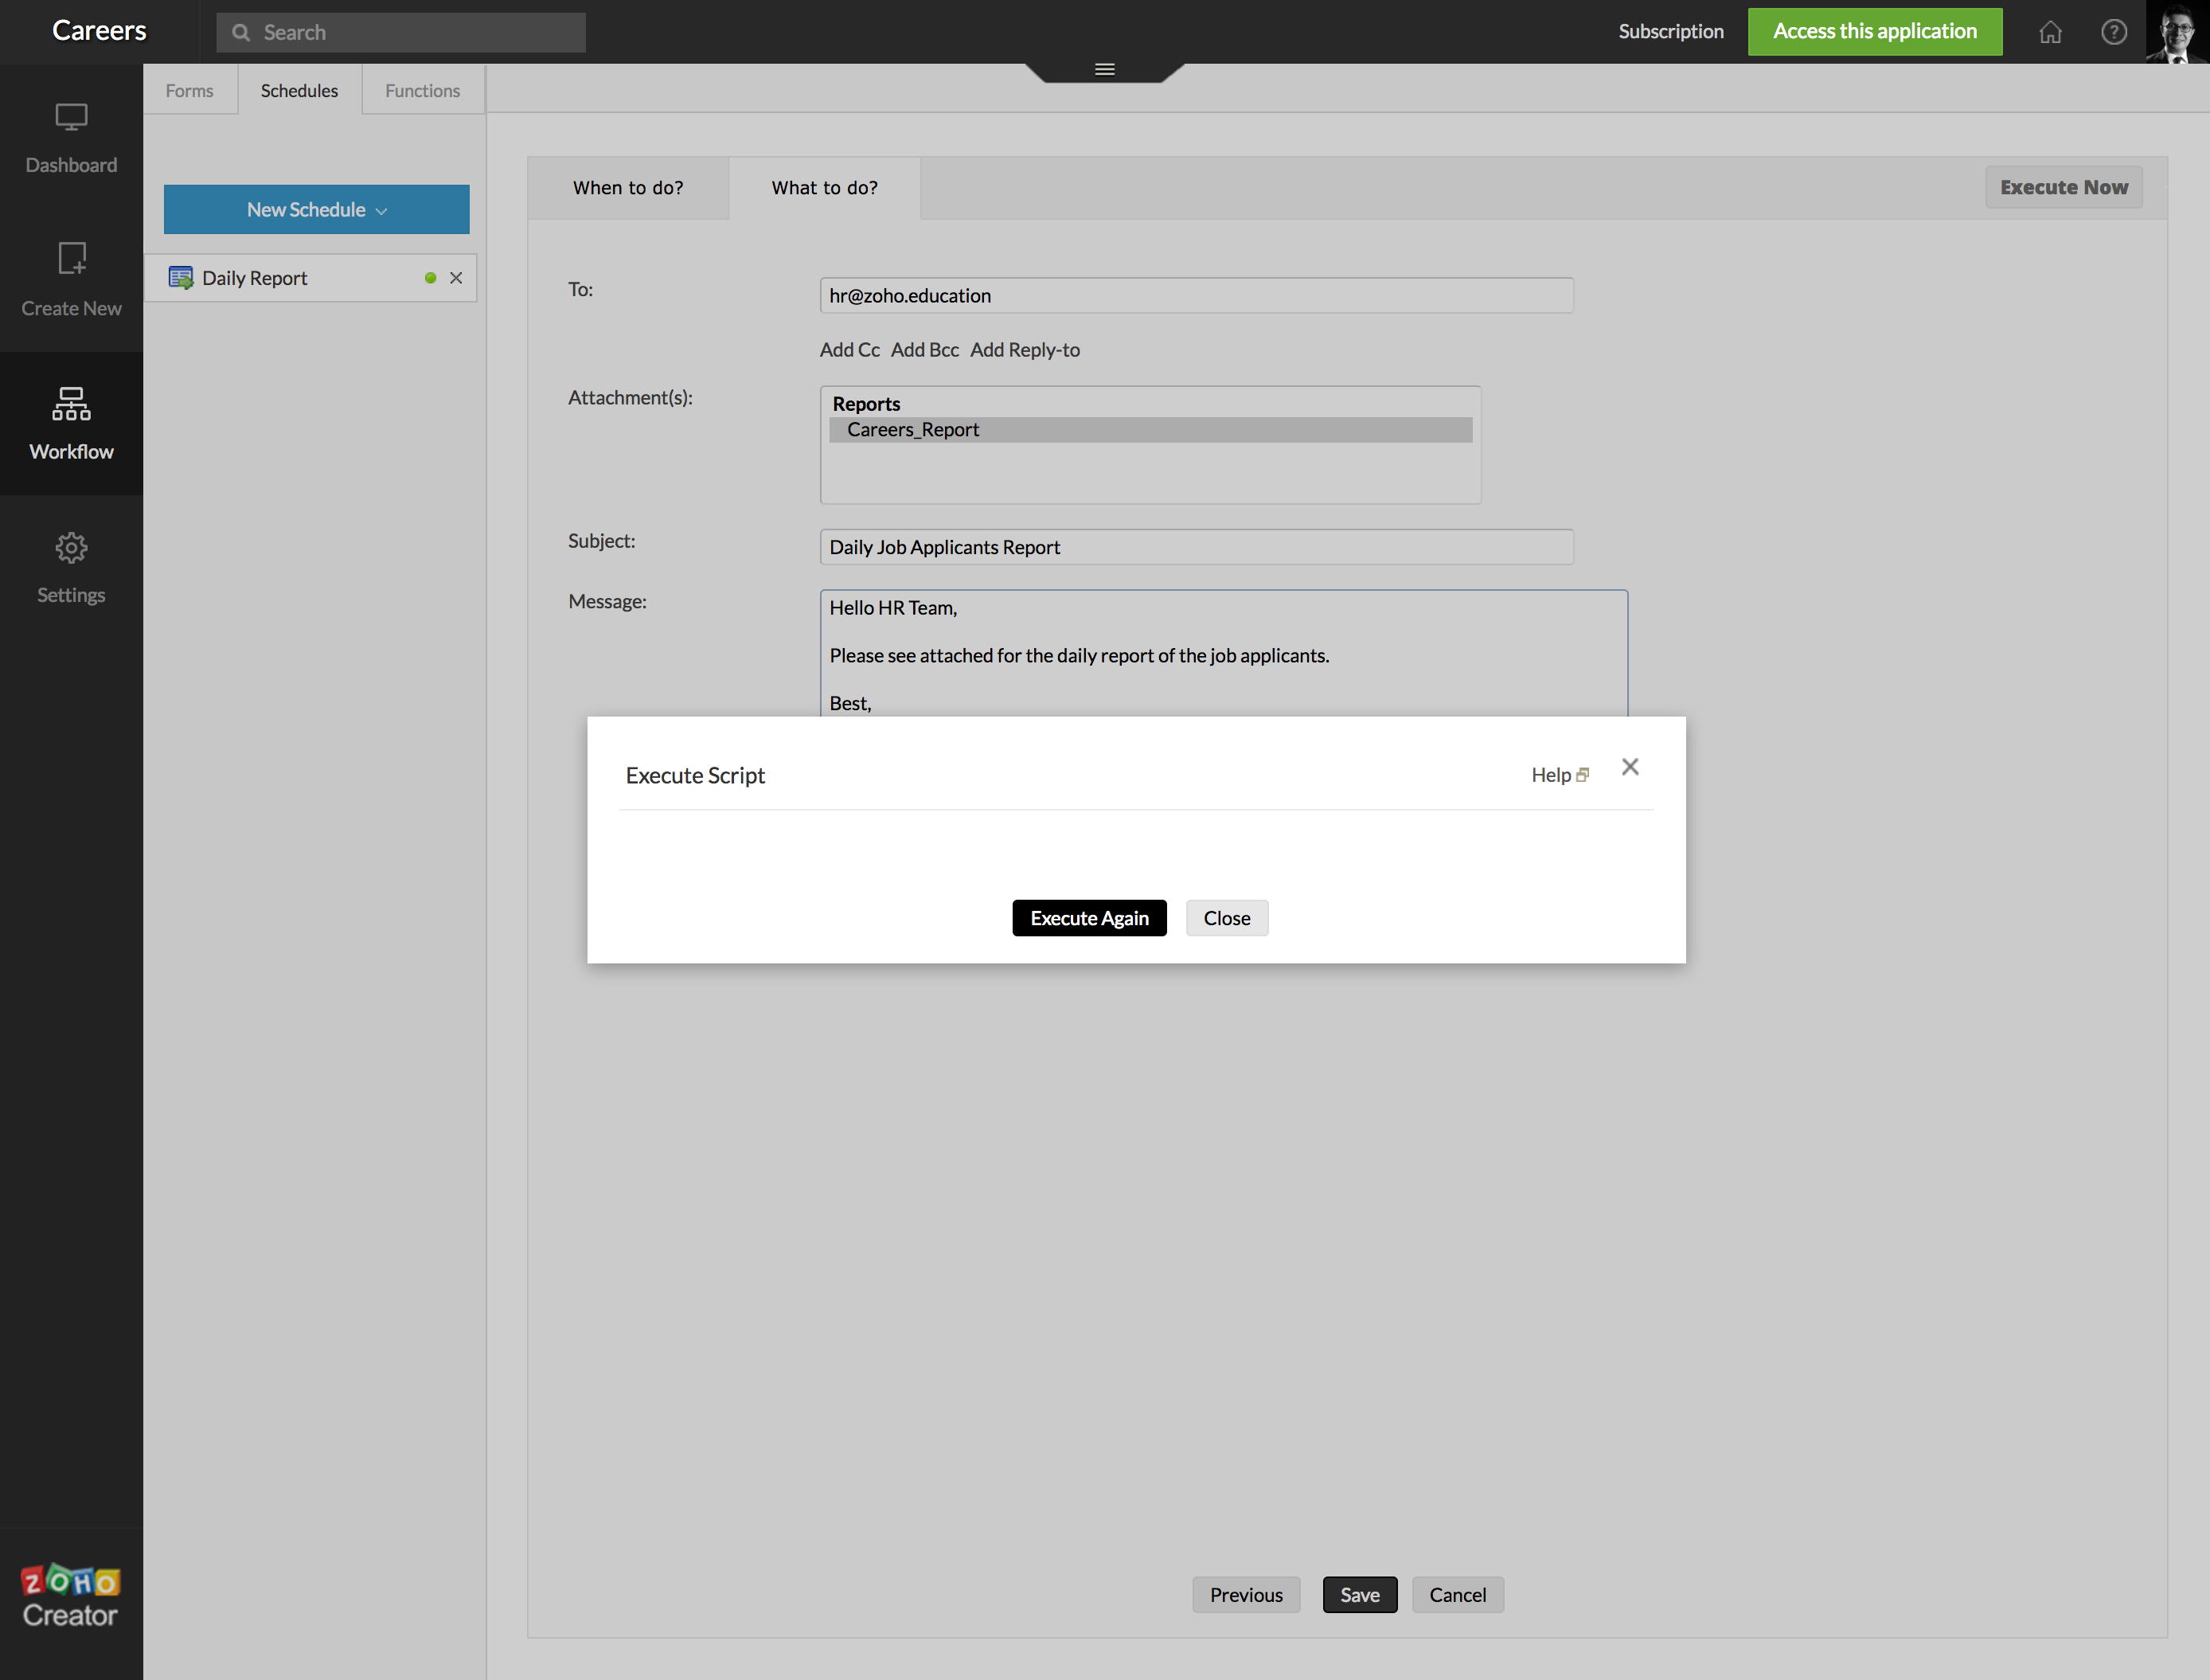 Careers
Search
Subscription
Access this application
Forms
Schedules
Functions
Dashboard
Create New
Workflow
Settings
New Schedule
Daily Report
When to do?
What to do?
Execute Now
To:
hr@zoho.education
Add Cc Add Bcc Add Reply-to
Attachment(s):
Reports
Careers_Report
Subject:
Daily Job Applicants Report
Message:
Hello HR Team,
Please see attached for the daily report of the job applicants.
Best,
Execute Script
Help
Execute Again
Close
Previous
Save
Cancel
ZOHO
Creator